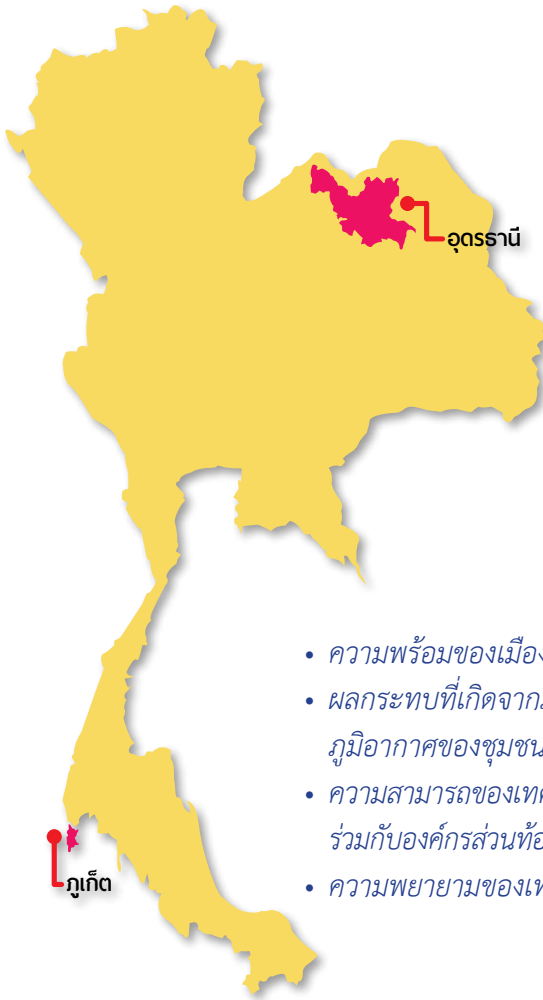 อุดรธานี
• ความพร้อมของเมือง
• ผลกระทบที่เกิดจาก
ภูมิอากาศของชุมชน
• ความสามารถของเท
ร่วมกับองค์กรส่วนท้อ
• ความพยายามของเท
ภูเก็ต